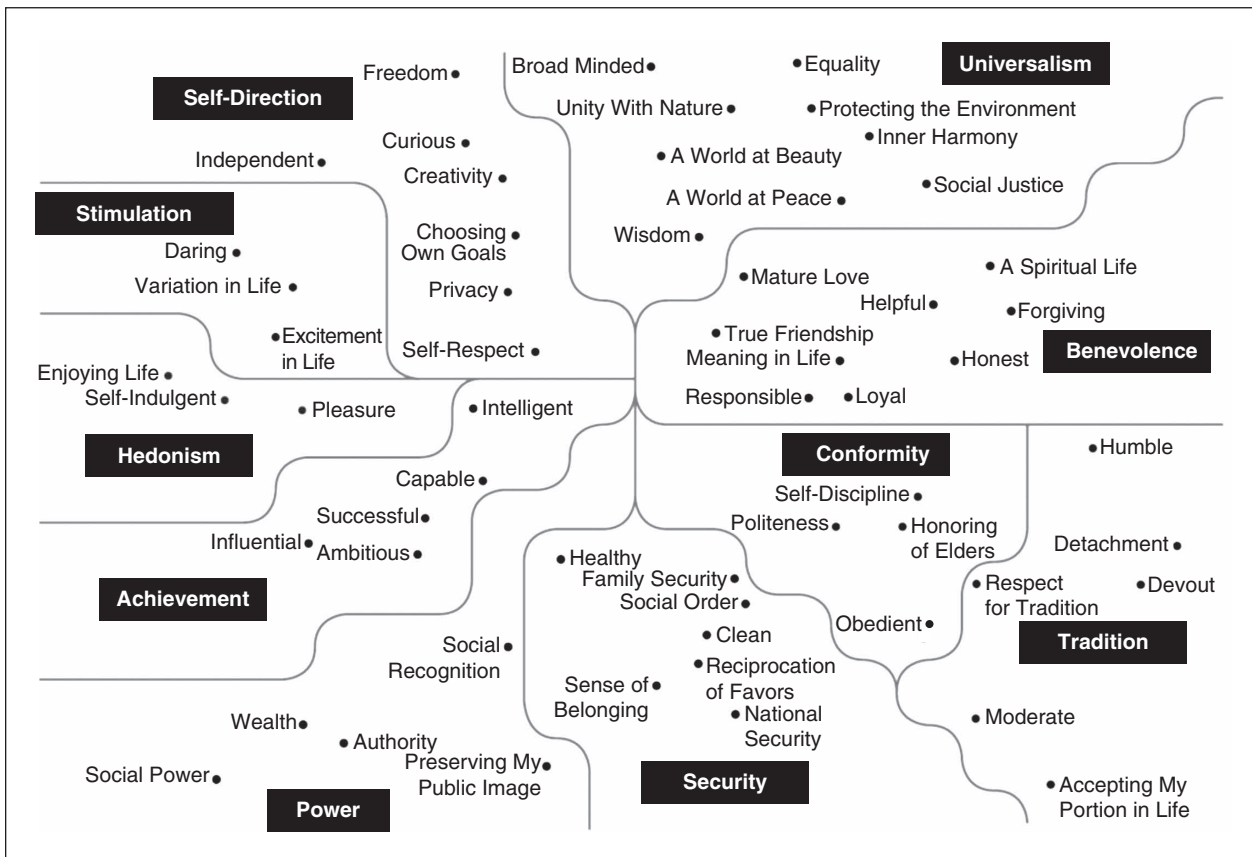 Self-Direction
Freedom
Curious
Independent
Creativity
Choosing
Own Goals
Privacy
Self-Respect
Broad Minded
Equality
Universalism
Unity With Nature
Protecting the Environment
Inner Harmony
A World at Beauty
A World at Peace
Social Justice
Wisdom
Stimulation
Daring
Variation in Life
Excitement
in Life
Mature Love
A Spiritual Life
Helpful
Forgiving
True Friendship
Meaning in Life
Honest
Benevolence
Responsible
Loyal
Enjoying Life
Self-Indulgent
Pleasure
Hedonism
Intelligent
Capable
Successful
Influential
Ambitious
Achievement
Conformity
Self-Discipline
Politeness
Honoring
of Elders
Obedient
Humble
Detachment
Respect
for Tradition
Devout
Tradition
Moderate
Accepting My
Portion in Life
Healthy
Family Security
Social Order
Clean
Reciprocation
of Favors
Sense of
Belonging
National
Security
Security
Social
Recognition
Wealth
Authority
Social Power
Preserving My
Public Image
Power